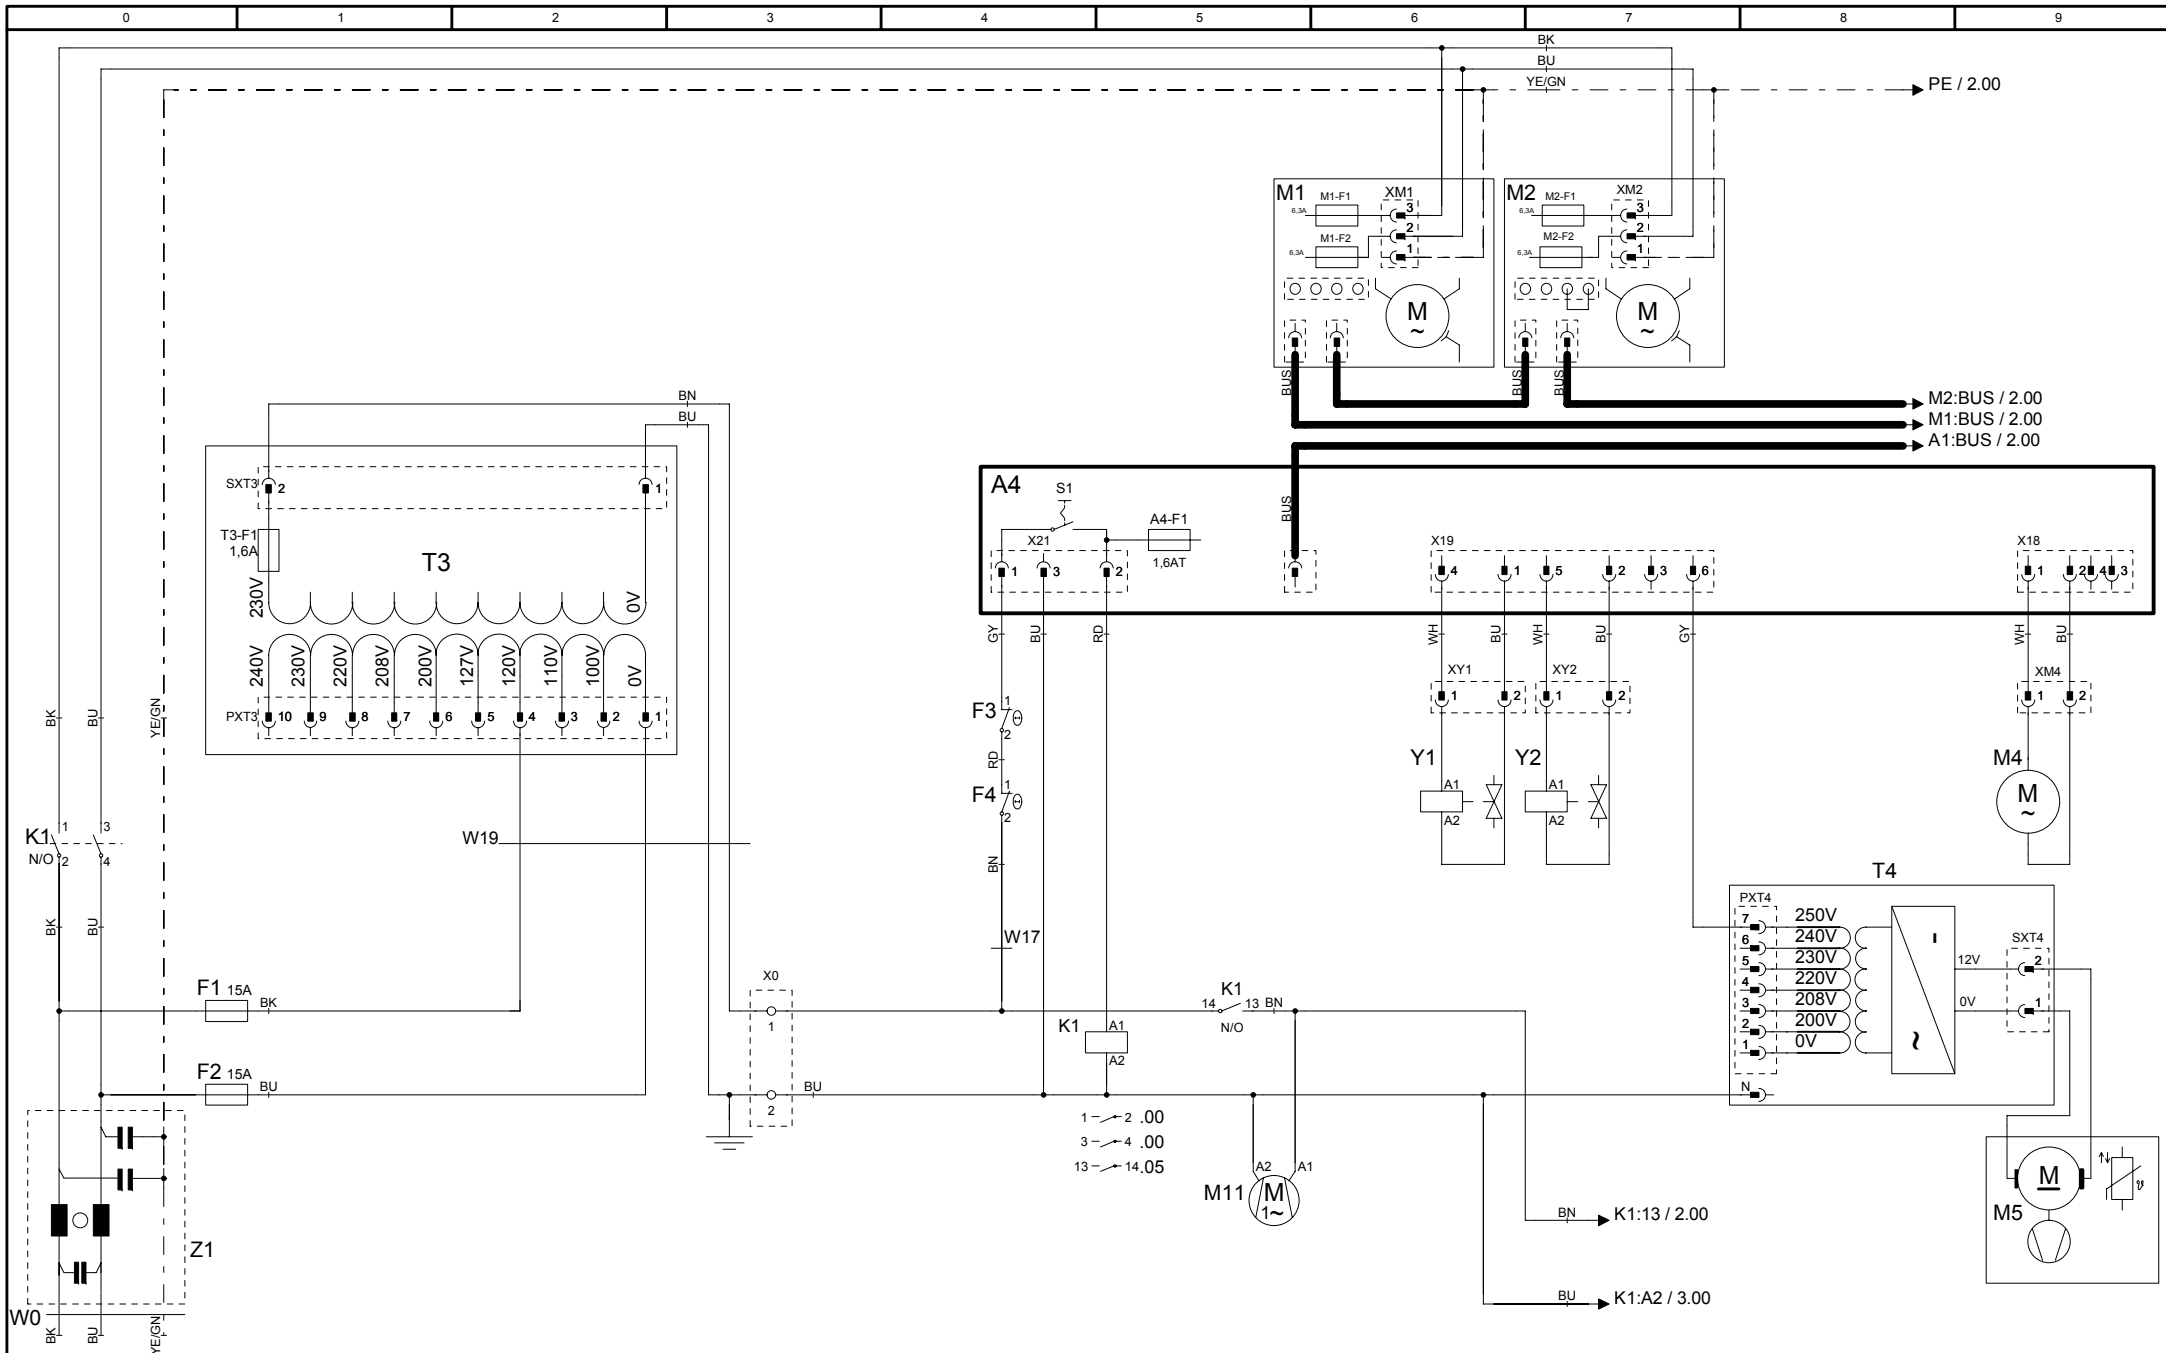 0 1 2 3 4 5 6 7 8 9
BK
BU
YE/GN
PE / 2.00
M1
M1-F1
XM1
6,3A
3
M1-F2
2
6,3A
1
M
~
BUS
M2
M2-F1
XM2
6,3A
3
M2-F2
2
6,3A
1
M
~
BUS
BUS
M2:BUS / 2.00
M1:BUS / 2.00
A1:BUS / 2.00
BN
BU
SXT3
2
1
T3-F1
1,6A
T3
230V
0V
240V
230V
220V
208V
200V
127V
120V
110V
100V
0V
PXT3
10 9 8 7 6 5 4 3 2 1
A4
S1
A4-F1
X21
1,6AT
1 3 2
BUS
X19
4 1 5 2 3 6
X18
1 2 4 3
GY
BU
RD
WH
BU
WH
BU
GY
WH
BU
XY1
1 2
XY2
1 2
XM4
1 2
BK
BU
YE/GN
F3
1
2
RD
F4
1
2
BN
W17
Y1
A1
A2
Y2
A1
A2
M4
M
~
K1
N/O
1
2
3
4
W19
BK
BU
T4
PXT4
7 250V
6 240V
5 230V
4 220V
3 208V
2 200V
1 0V
N
-
~
12V
0V
SXT4
2
1
F1 15A
BK
F2 15A
BU
X0
1
2
BU
K1
14 13 BN
N/O
K1
A1
A2
1 2 .00
3 4 .00
13 14 .05
A2 A1
M11
M
1~
M
M5
ϑ
BN
K1:13 / 2.00
BU
K1:A2 / 3.00
Z1
W0
BK
BU
YE/GN